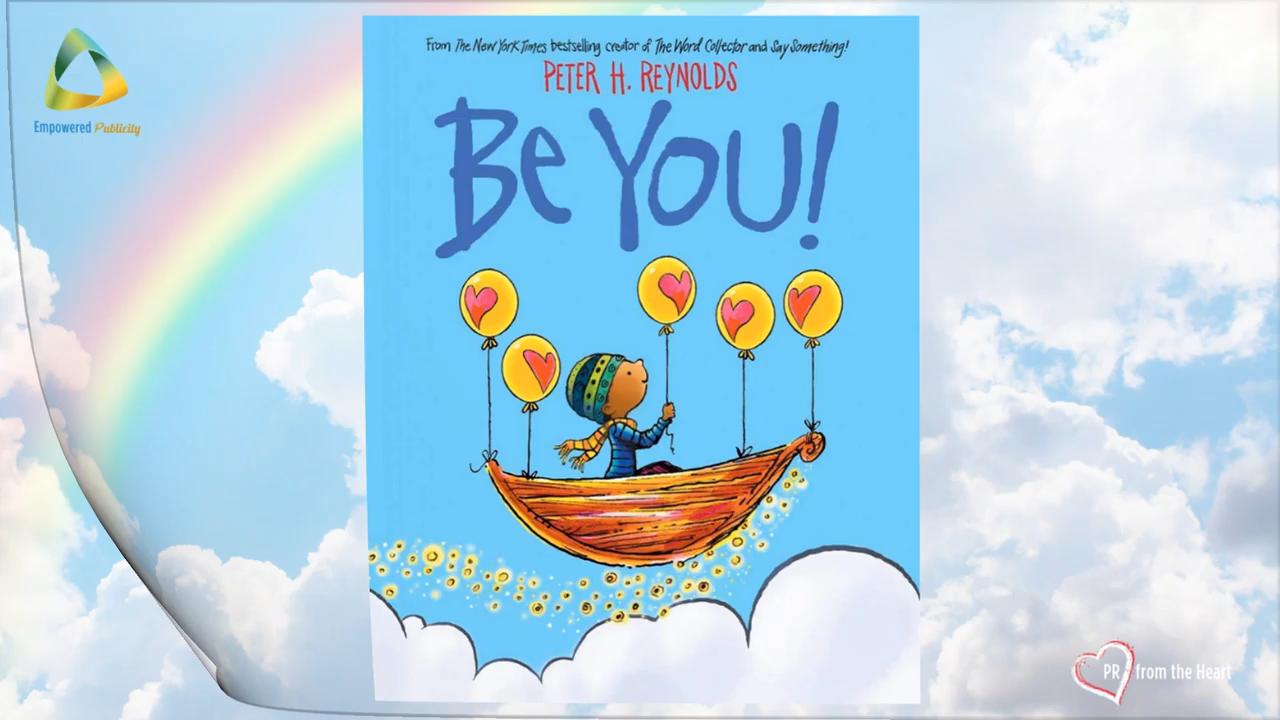 From The New York Times bestselling creator of The Word Collector and Say Something!
PETER H. REYNOLDS
Be You!
Empowered Publicity
PR from the Heart